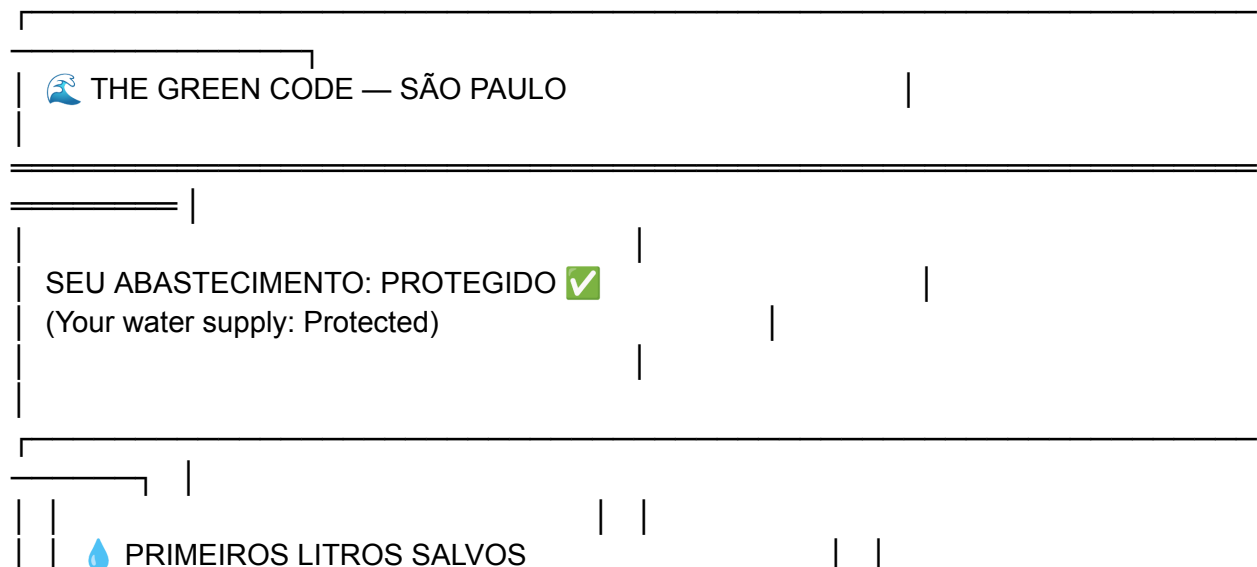 🌊 THE GREEN CODE — SÃO PAULO
SEU ABASTECIMENTO: PROTEGIDO ✅
(Your water supply: Protected)
💧 PRIMEIROS LITROS SALVOS